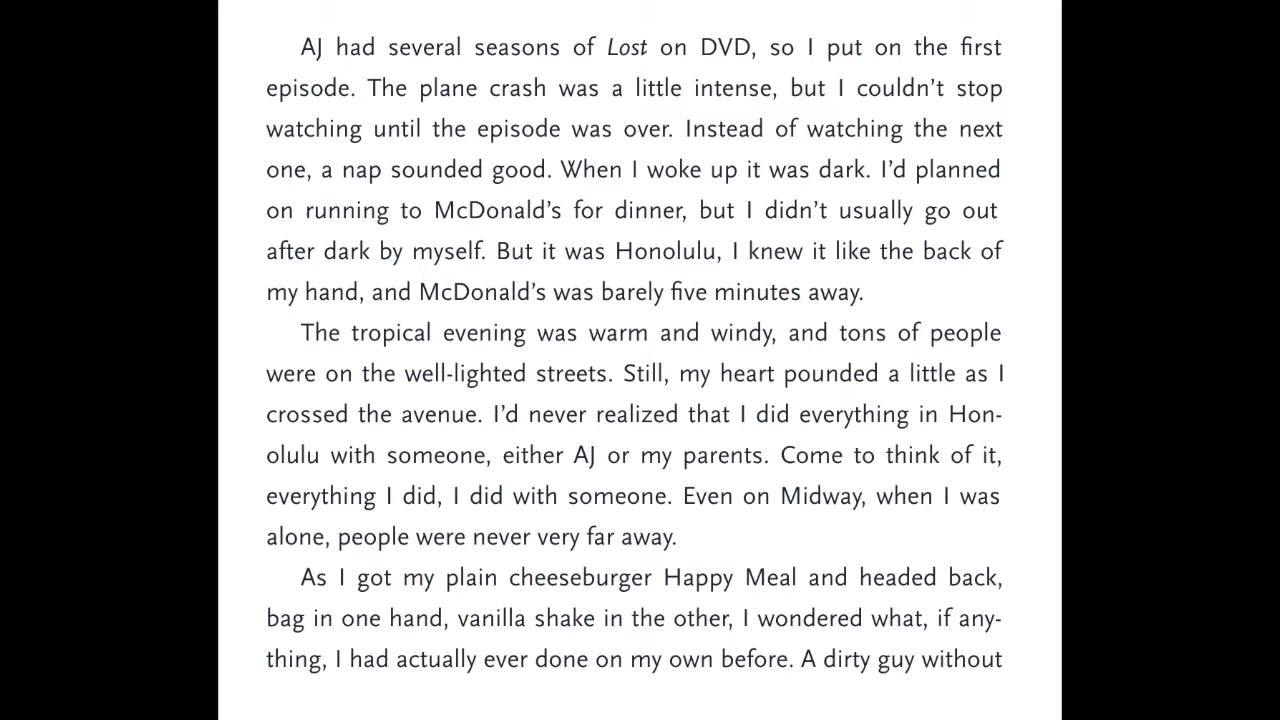 AJ had several seasons of Lost on DVD, so I put on the first
episode. The plane crash was a little intense, but I couldn’t stop
watching until the episode was over. Instead of watching the next
one, a nap sounded good. When I woke up it was dark. I’d planned
on running to McDonald’s for dinner, but I didn’t usually go out
after dark by myself. But it was Honolulu, I knew it like the back of
my hand, and McDonald’s was barely five minutes away.
The tropical evening was warm and windy, and tons of people
were on the well-lighted streets. Still, my heart pounded a little as I
crossed the avenue. I’d never realized that I did everything in Hon-
olulu with someone, either AJ or my parents. Come to think of it,
everything I did, I did with someone. Even on Midway, when I was
alone, people were never very far away.
As I got my plain cheeseburger Happy Meal and headed back,
bag in one hand, vanilla shake in the other, I wondered what, if any-
thing, I had actually ever done on my own before. A dirty guy without